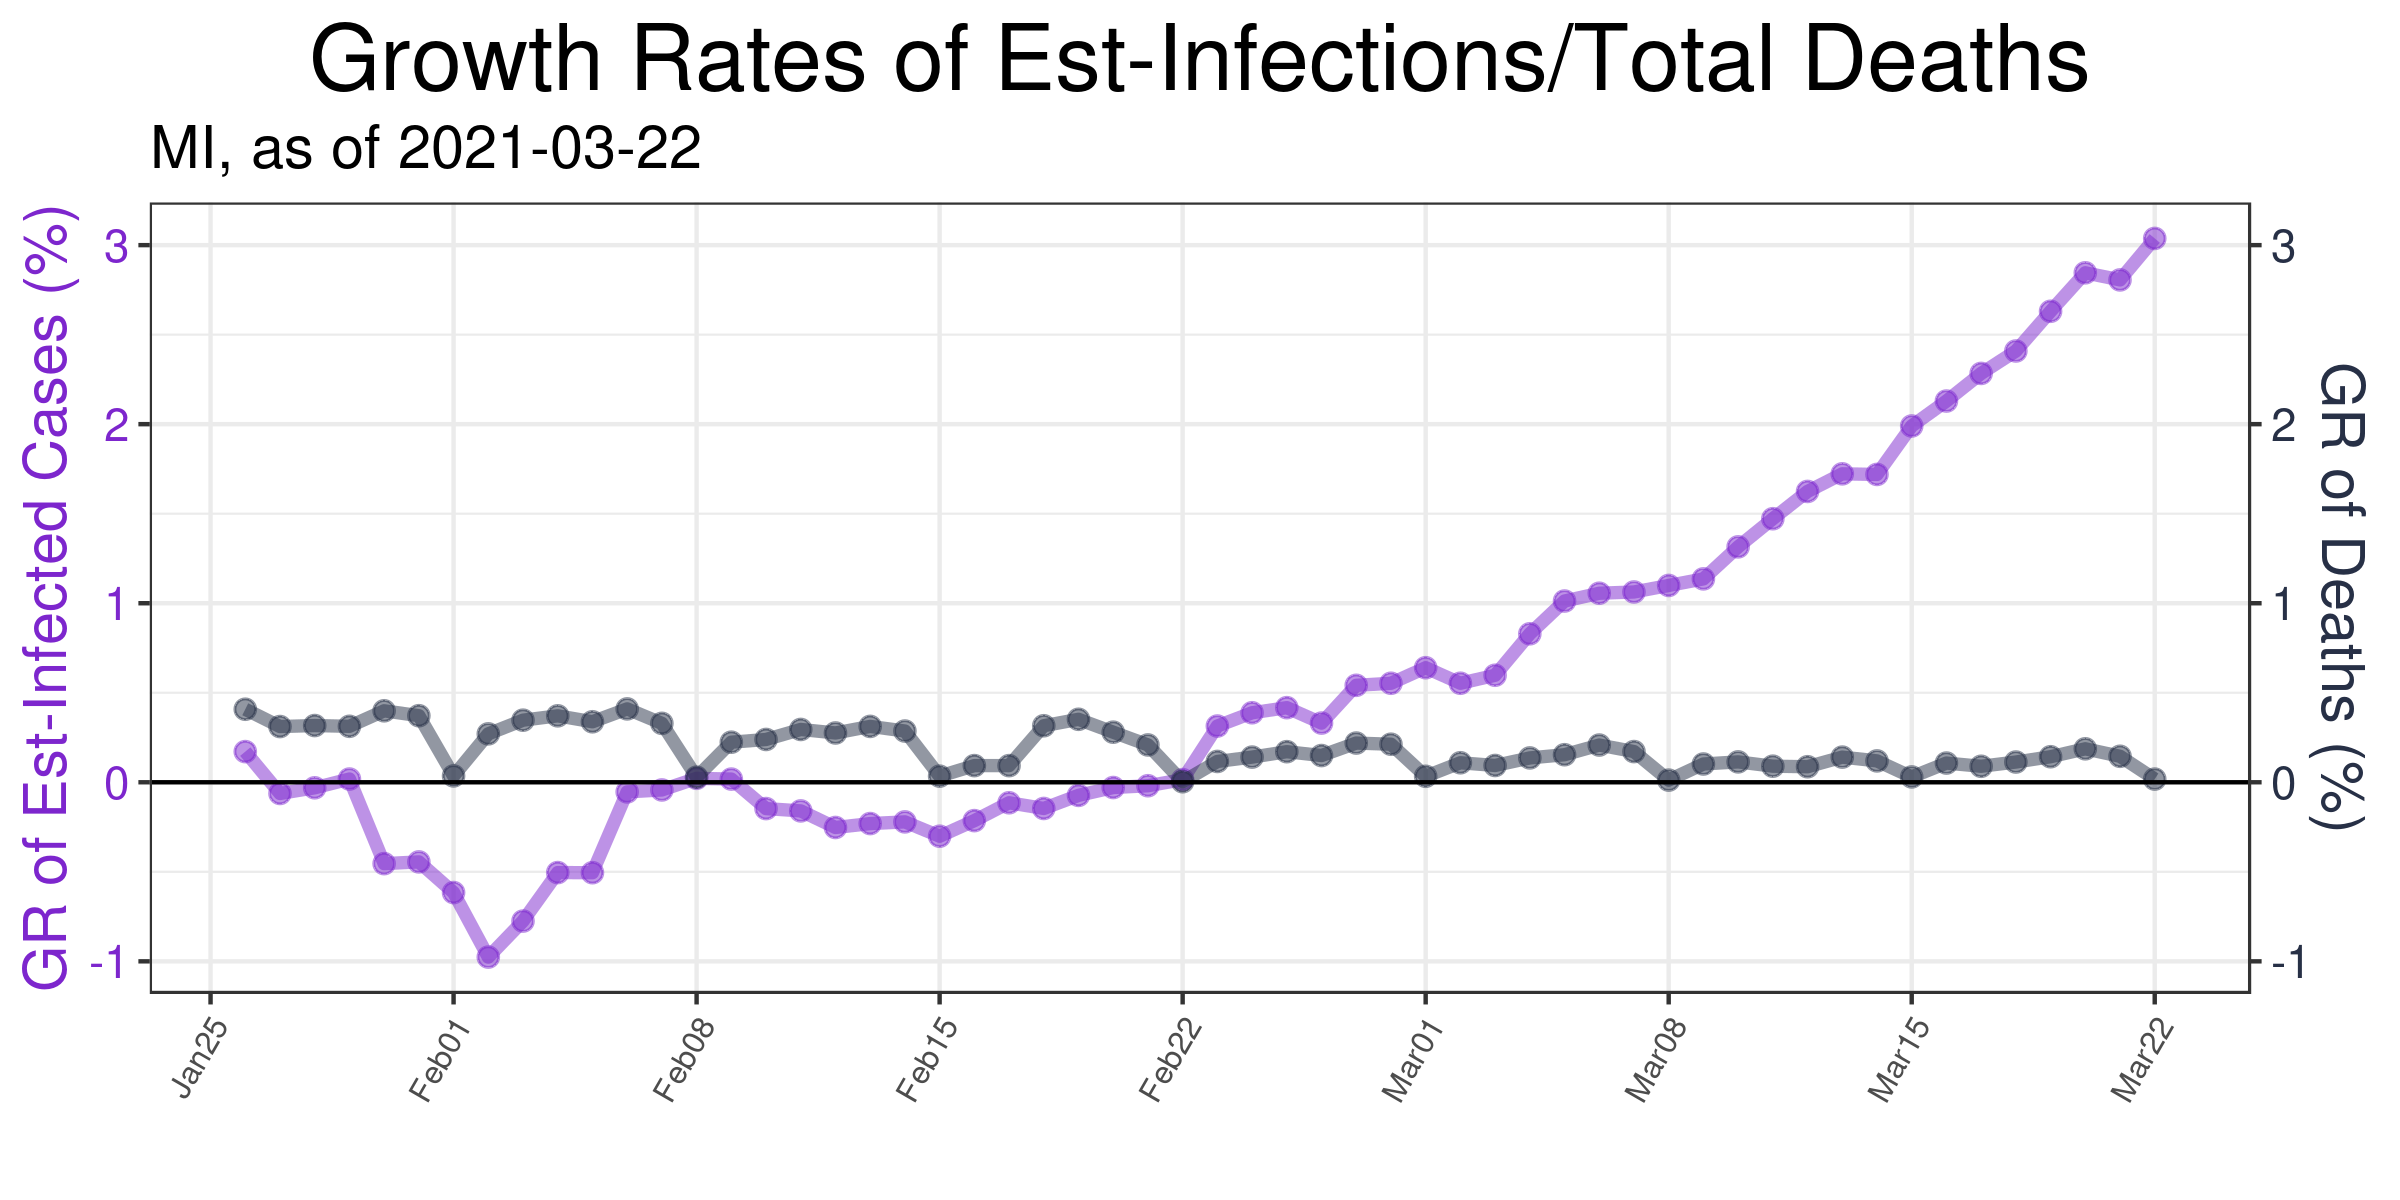 Growth Rates of Est-Infections/Total Deaths
MI, as of 2021-03-22
GR of Est-Infected Cases (%)
3
2
1
0
-1
3
2
1
0
-1
GR of Deaths (%)
Jan25
Feb01
Feb08
Feb15
Feb22
Mar01
Mar08
Mar15
Mar22